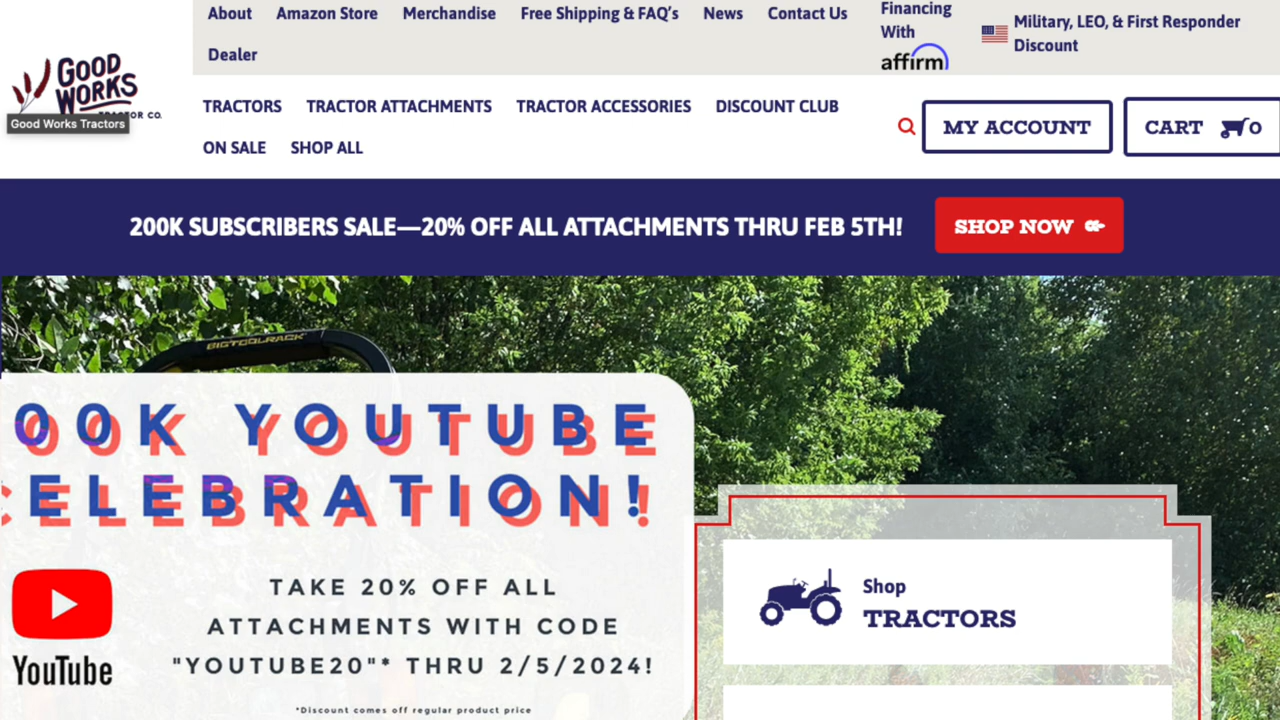 About Amazon Store Merchandise Free Shipping & FAQ’s News Contact Us
Dealer
Financing
With
affirm
Military, LEO, & First Responder
Discount
GOOD
WORKS
TRACTOR CO.
Good Works Tractors
TRACTORS TRACTOR ATTACHMENTS TRACTOR ACCESSORIES DISCOUNT CLUB
ON SALE SHOP ALL
MY ACCOUNT
CART 0
200K SUBSCRIBERS SALE—20% OFF ALL ATTACHMENTS THRU FEB 5TH!
SHOP NOW
BIGTOOLRACK
00K YOUTUBE
CELEBRATION!
TAKE 20% OFF ALL
ATTACHMENTS WITH CODE
"YOUTUBE20"* THRU 2/5/2024!
YouTube
*Discount comes off regular product price
Shop
TRACTORS